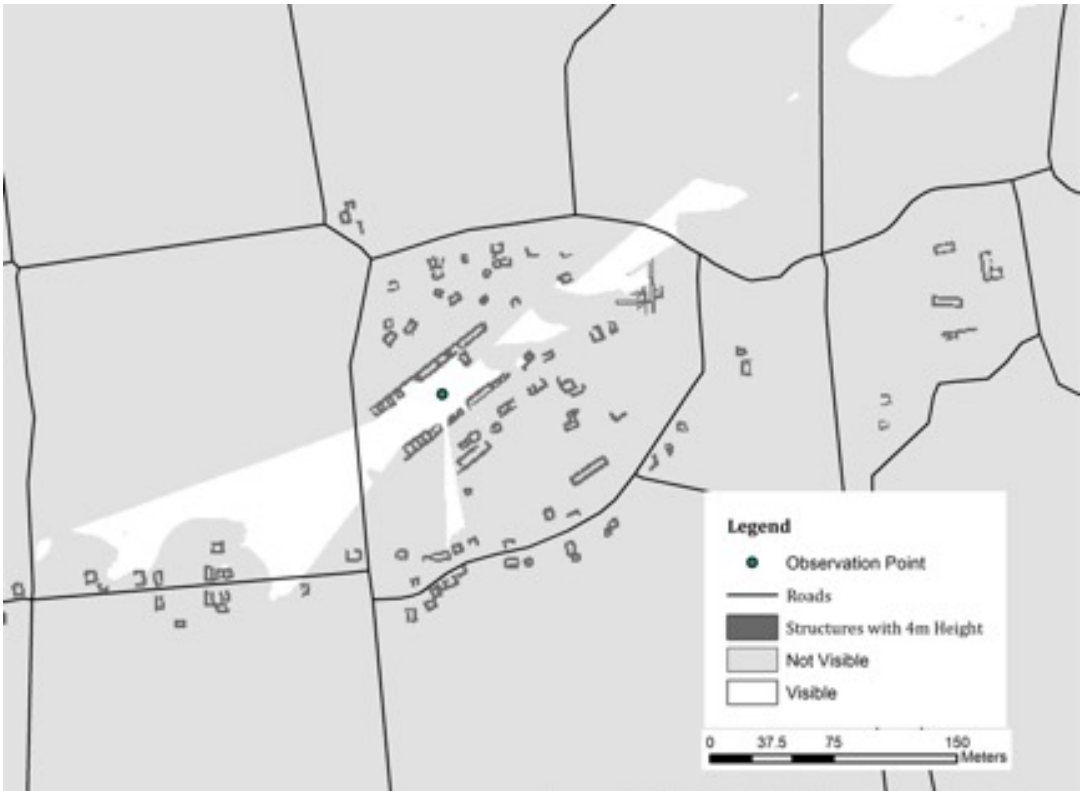 Legend
Observation Point
Roads
Structures with 4m Height
Not Visible
Visible
0 37.5 75 150
Meters